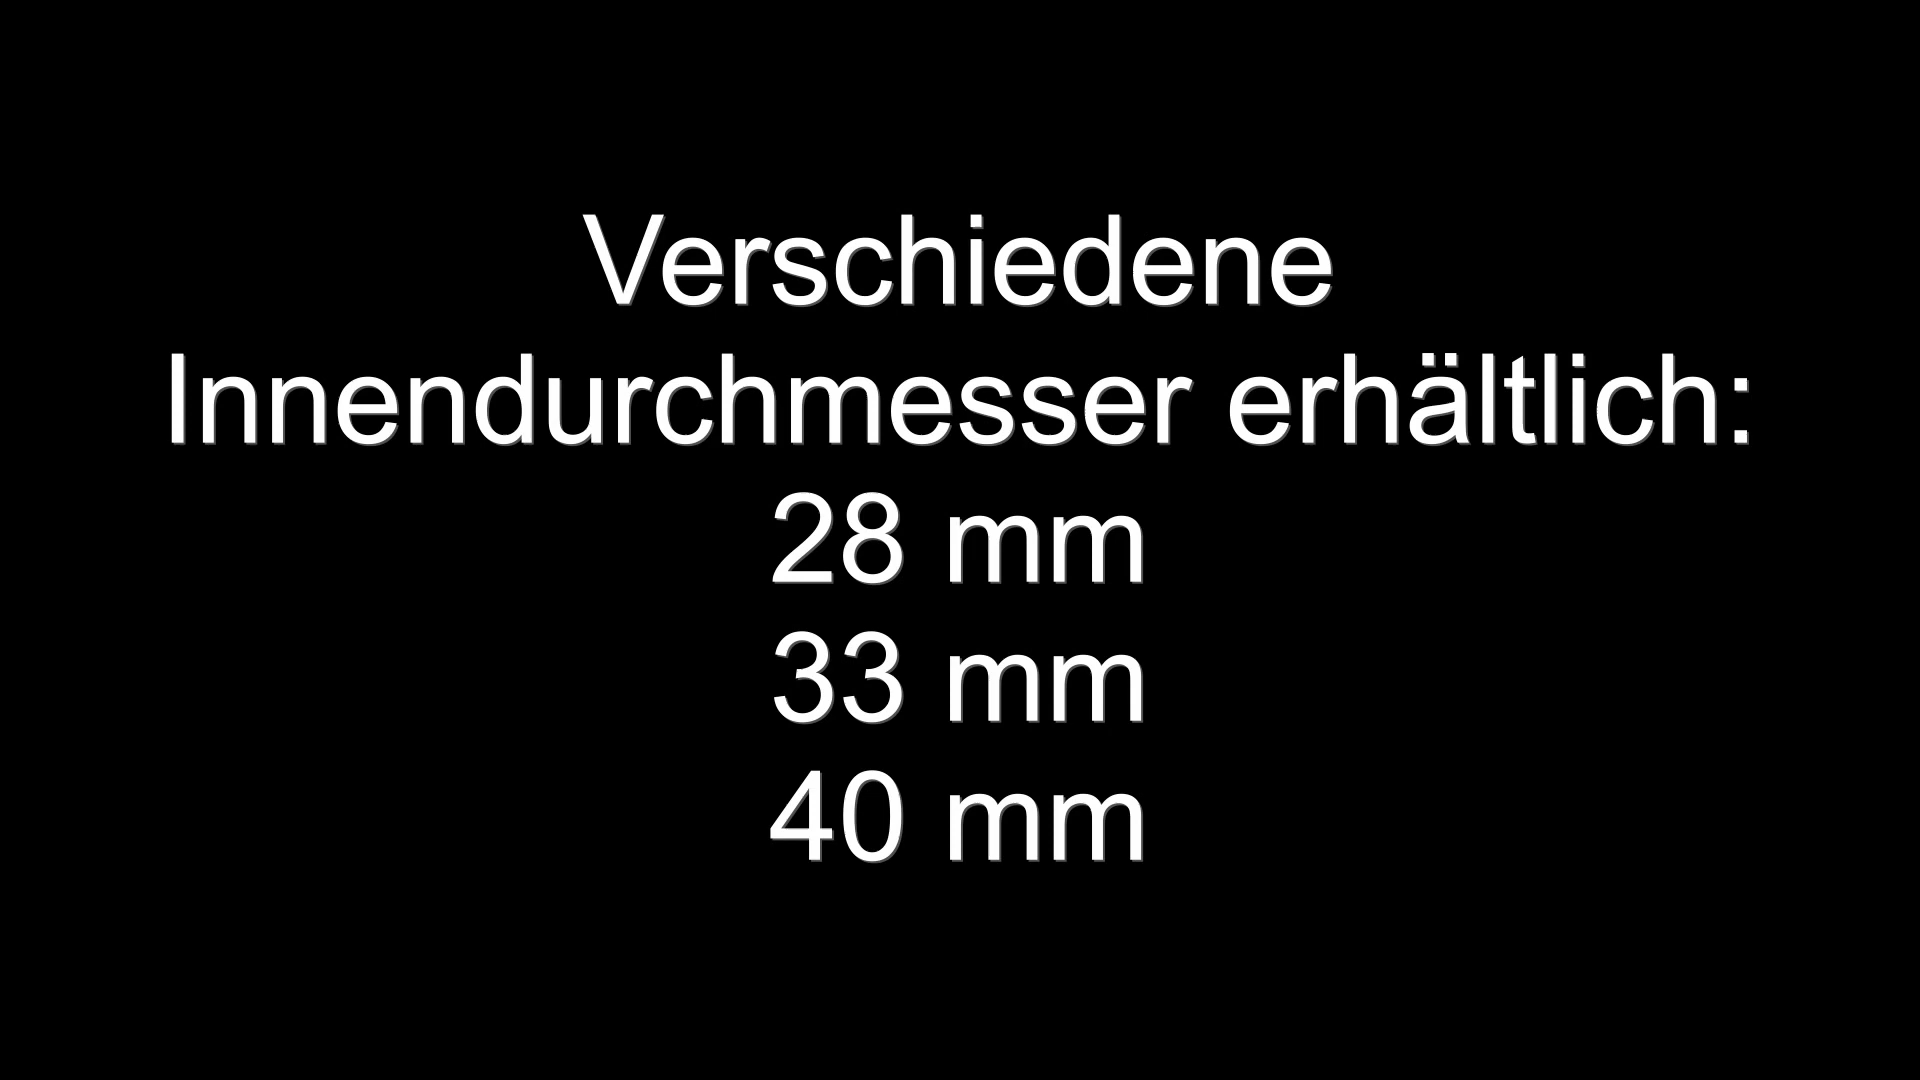 Verschiedene
Innendurchmesser erhältlich:
28 mm
33 mm
40 mm